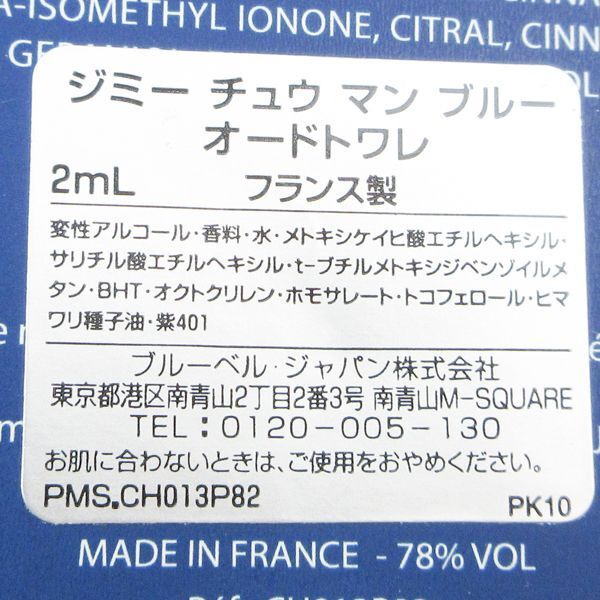 -ISOMETHYL IONONE, CITRAL, CINN
ジミー チュウ マン ブルー
オードトワレ
2mL フランス製
変性アルコール・香料・水・メトキシケイヒ酸エチルヘキシル・
サリチル酸エチルヘキシル・t-ブチルメトキシジベンゾイルメ
タン・BHT・オクトクリレン・ホモサレート・トコフェロール・ヒマ
ワリ種子油・紫401
ブルーベル・ジャパン株式会社
東京都港区南青山2丁目2番3号 南青山M-SQUARE
TEL:0120-005-130
お肌に合わないときは、ご使用をおやめください。
PMS.CH013P82 PK10
MADE IN FRANCE - 78% VOL